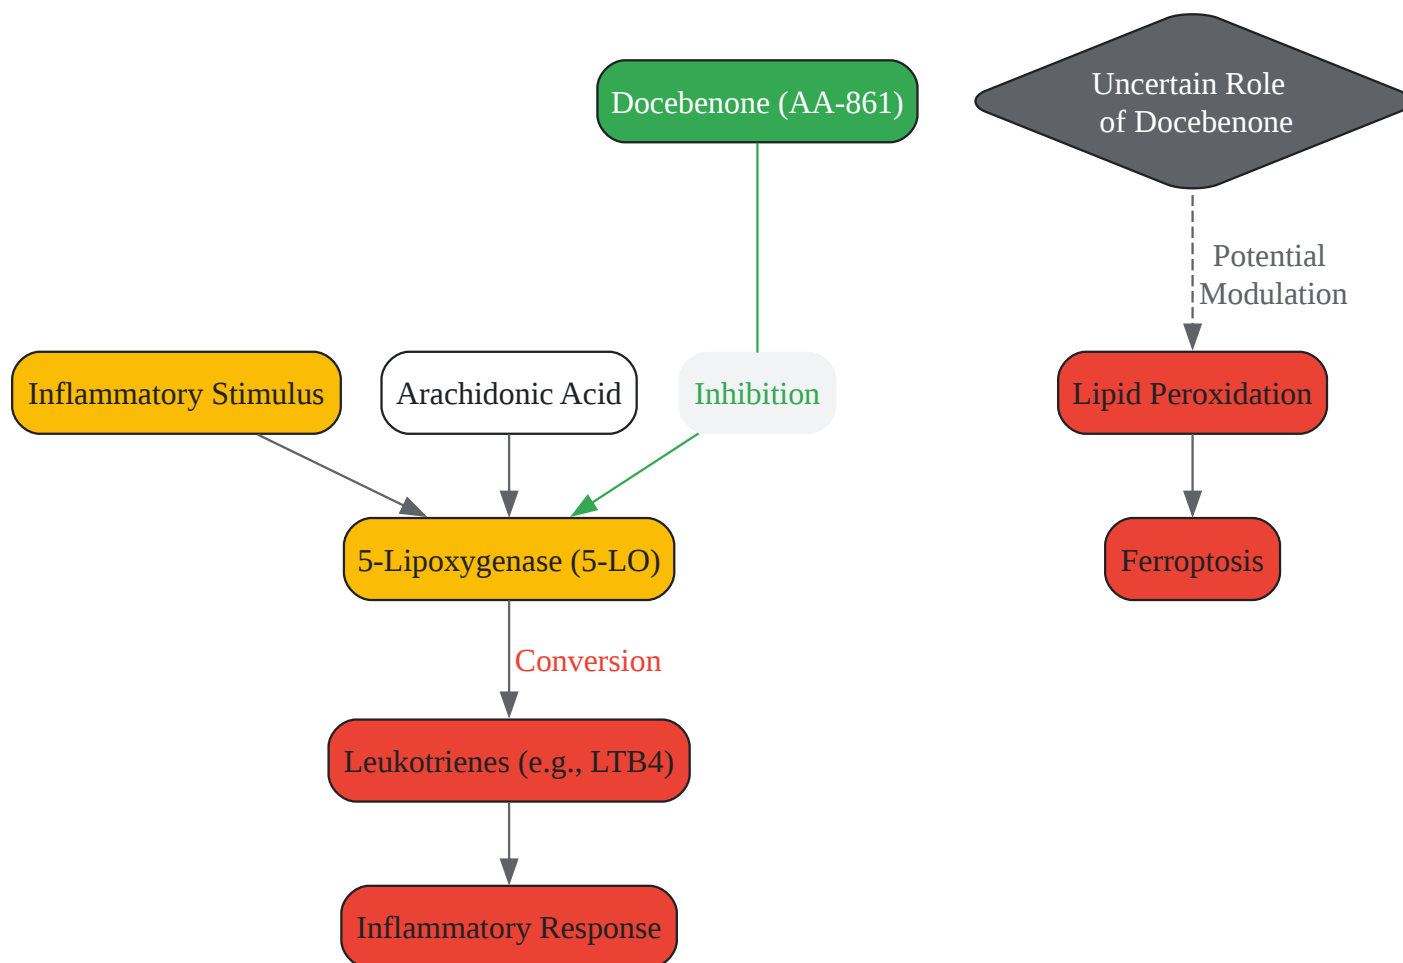 Docebenone (AA-861)
Uncertain Role
of Docebenone
Potential
Modulation
Inflammatory Stimulus
Arachidonic Acid
Inhibition
Lipid Peroxidation
5-Lipoxygenase (5-LO)
Ferroptosis
Conversion
Leukotrienes (e.g., LTB4)
Inflammatory Response